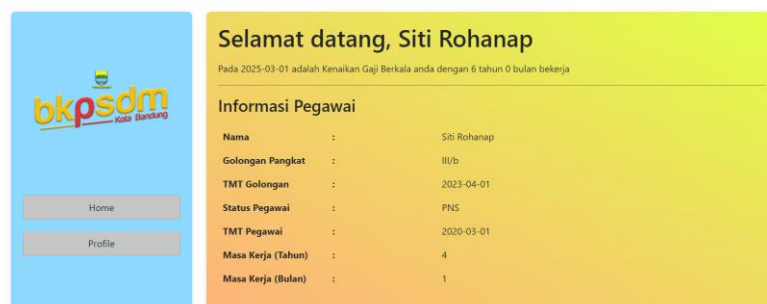 bkpsdm
Kota Bandung
Home
Profile
Selamat datang, Siti Rohanap
Pada 2025-03-01 adalah Kenaikan Gaji Berkala anda dengan 6 tahun 0 bulan bekerja
Informasi Pegawai
Nama : Siti Rohanap
Golongan Pangkat : III/b
TMT Golongan : 2023-04-01
Status Pegawai : PNS
TMT Pegawai : 2020-03-01
Masa Kerja (Tahun) : 4
Masa Kerja (Bulan) : 1